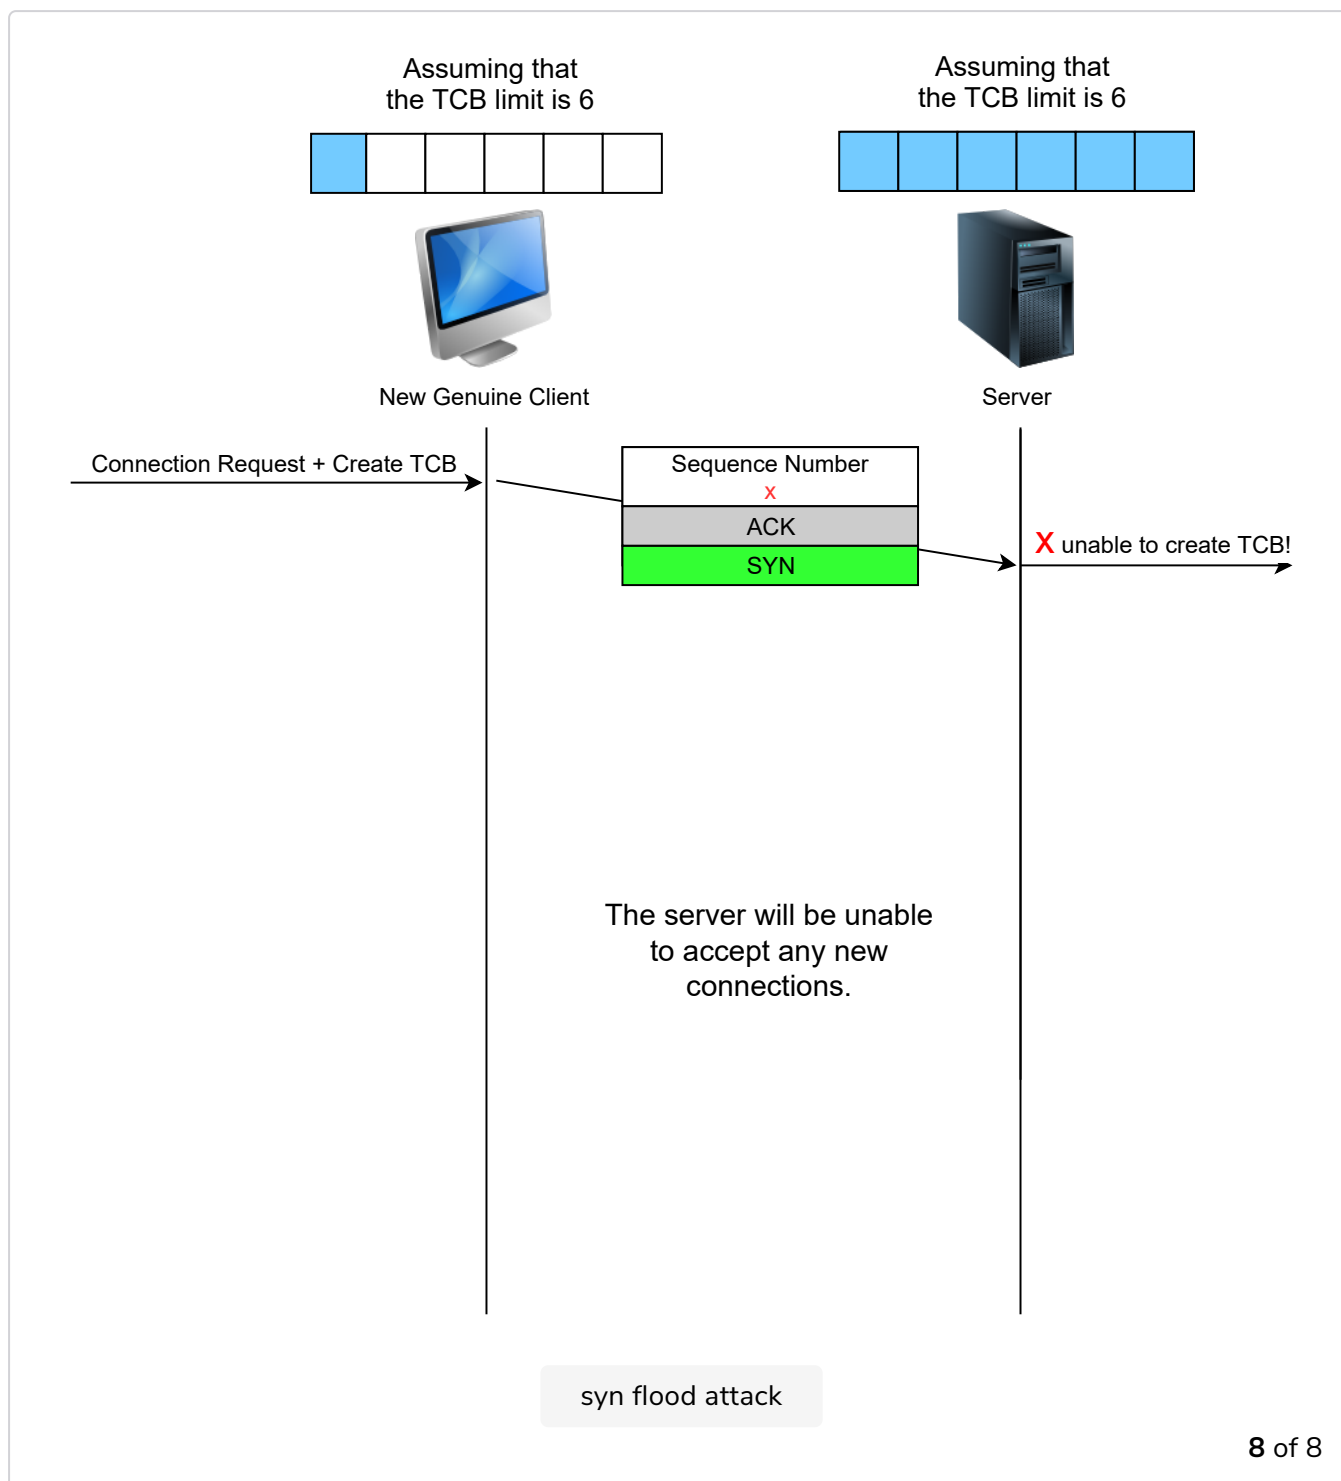 Assuming that
the TCB limit is 6
Assuming that
the TCB limit is 6
New Genuine Client
Server
Connection Request + Create TCB
Sequence Number
x
ACK
SYN
X unable to create TCB!
The server will be unable
to accept any new
connections.
syn flood attack
8 of 8